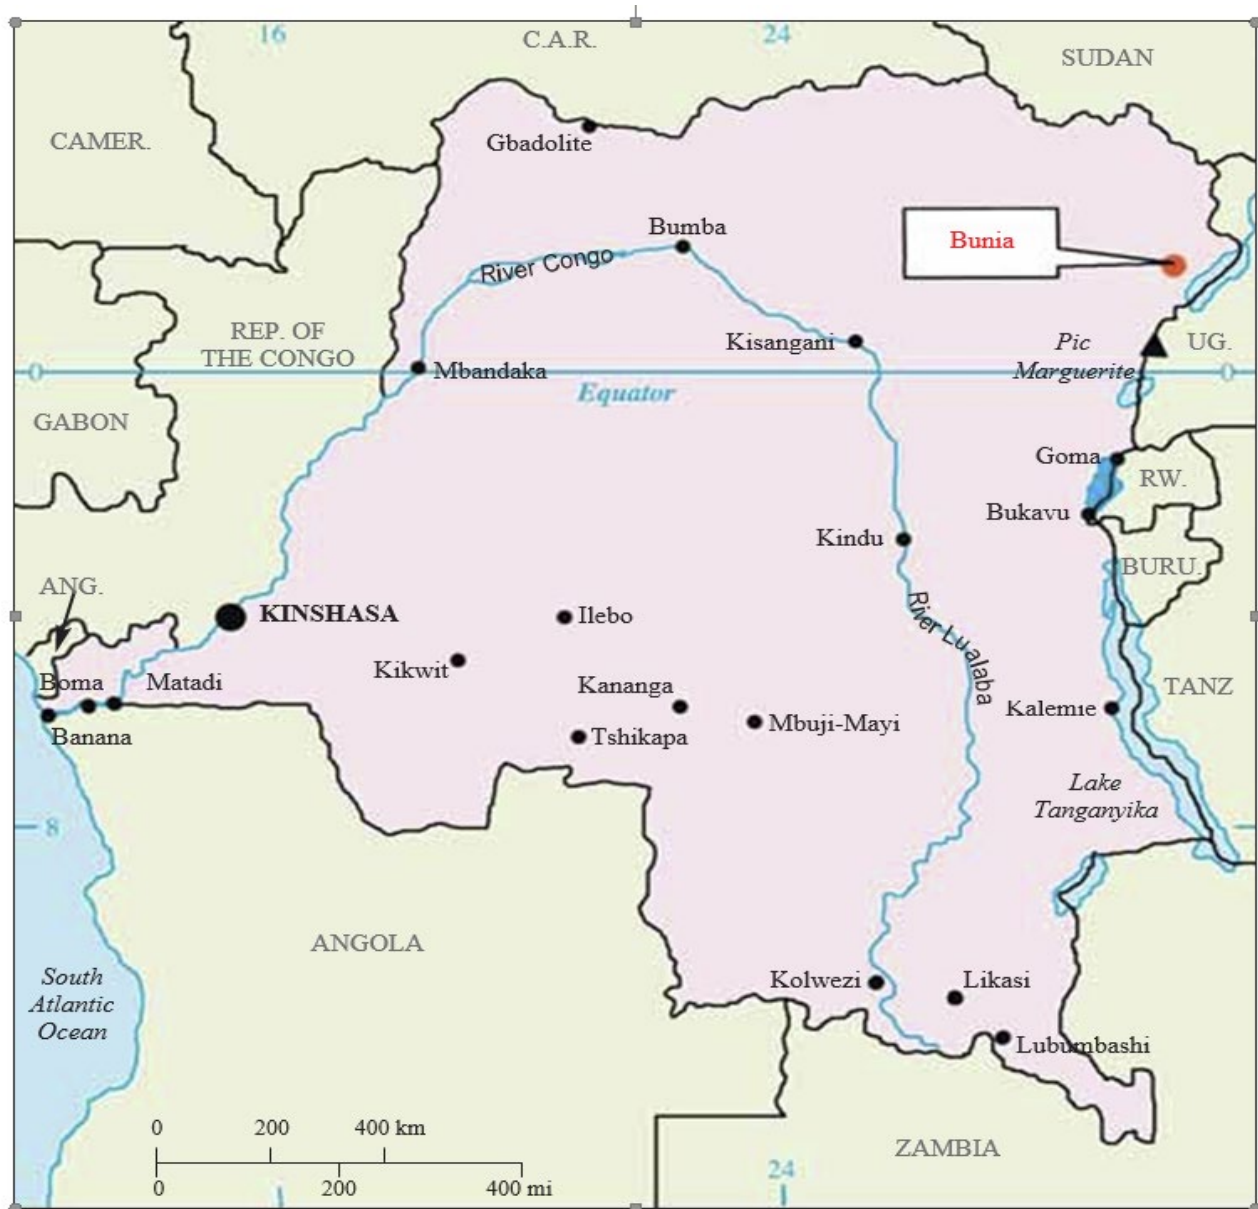 16
C.A.R.
24
SUDAN
CAMER.
Gbadolite
Bumba
River Congo
Bunia
REP. OF
THE CONGO
Kisangani
Pic
Marguerite
UG.
0
Mbandaka
Equator
0
GABON
Goma
RW.
Bukavu
Kindu
BURU.
ANG.
KINSHASA
Ilebo
River Lualaba
Kikwit
Boma
Matadi
Kananga
TANZ
Kalemie
Banana
Tshikapa
Mbuji-Mayi
Lake
Tanganyika
8
ANGOLA
South
Atlantic
Ocean
Kolwezi
Likasi
Lubumbashi
0 200 400 km
ZAMBIA
24
0 200 400 mi